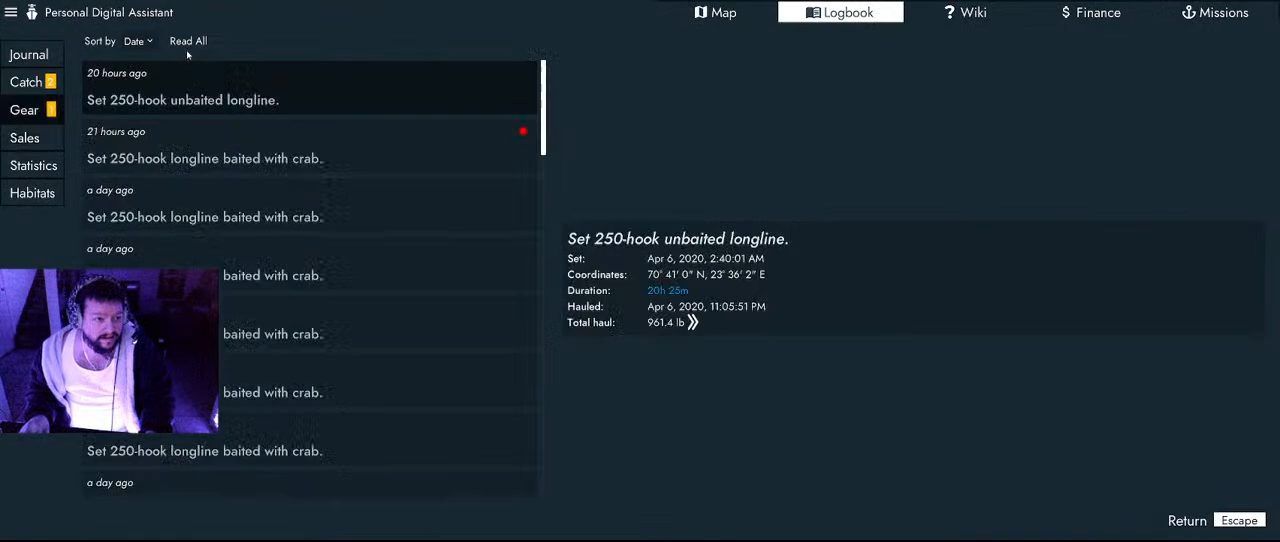 Personal Digital Assistant
Map
Logbook
? Wiki
$ Finance
Missions
Sort by Date
Read All
Journal
Catch 2
Gear 1
Sales
Statistics
Habitats
20 hours ago
Set 250-hook unbaited longline.
21 hours ago
Set 250-hook longline baited with crab.
a day ago
Set 250-hook longline baited with crab.
a day ago
baited with crab.
baited with crab.
baited with crab.
Set 250-hook longline baited with crab.
a day ago
Set 250-hook unbaited longline.
Set: Apr 6, 2020, 2:40:01 AM
Coordinates: 70° 41' 0" N, 23° 36' 2" E
Duration: 20h 25m
Hauled: Apr 6, 2020, 11:05:51 PM
Total haul: 961.4 lb
Return Escape